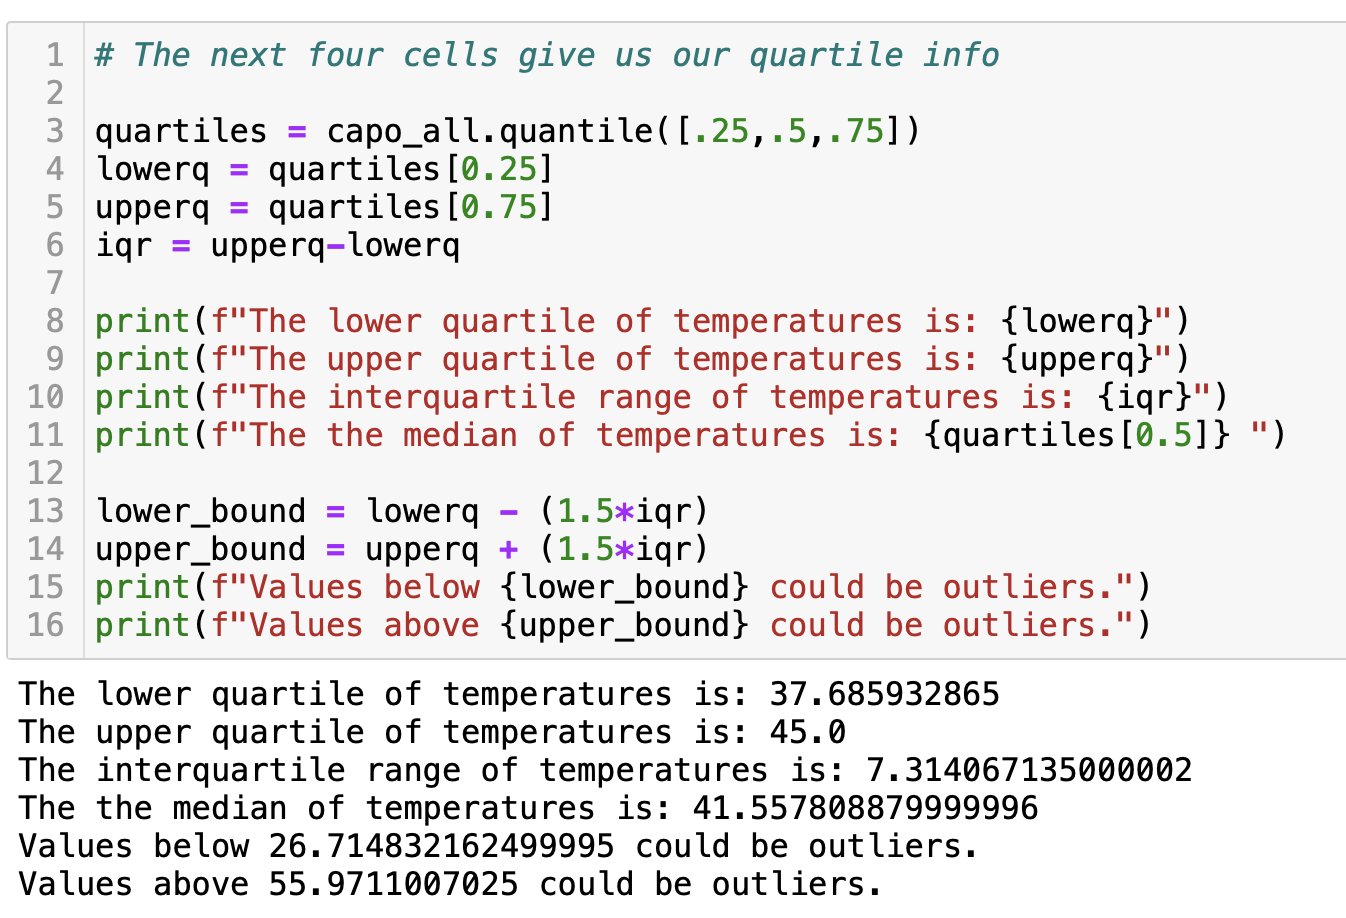 1 # The next four cells give us our quartile info
2
3 quartiles = capo_all.quantile([.25,.5,.75])
4 lowerq = quartiles[0.25]
5 upperq = quartiles[0.75]
6 iqr = upperq-lowerq
7
8 print(f"The lower quartile of temperatures is: {lowerq}")
9 print(f"The upper quartile of temperatures is: {upperq}")
10 print(f"The interquartile range of temperatures is: {iqr}")
11 print(f"The the median of temperatures is: {quartiles[0.5]} ")
12
13 lower_bound = lowerq - (1.5*iqr)
14 upper_bound = upperq + (1.5*iqr)
15 print(f"Values below {lower_bound} could be outliers.")
16 print(f"Values above {upper_bound} could be outliers.")
The lower quartile of temperatures is: 37.685932865
The upper quartile of temperatures is: 45.0
The interquartile range of temperatures is: 7.314067135000002
The the median of temperatures is: 41.557808879999996
Values below 26.714832162499995 could be outliers.
Values above 55.9711007025 could be outliers.